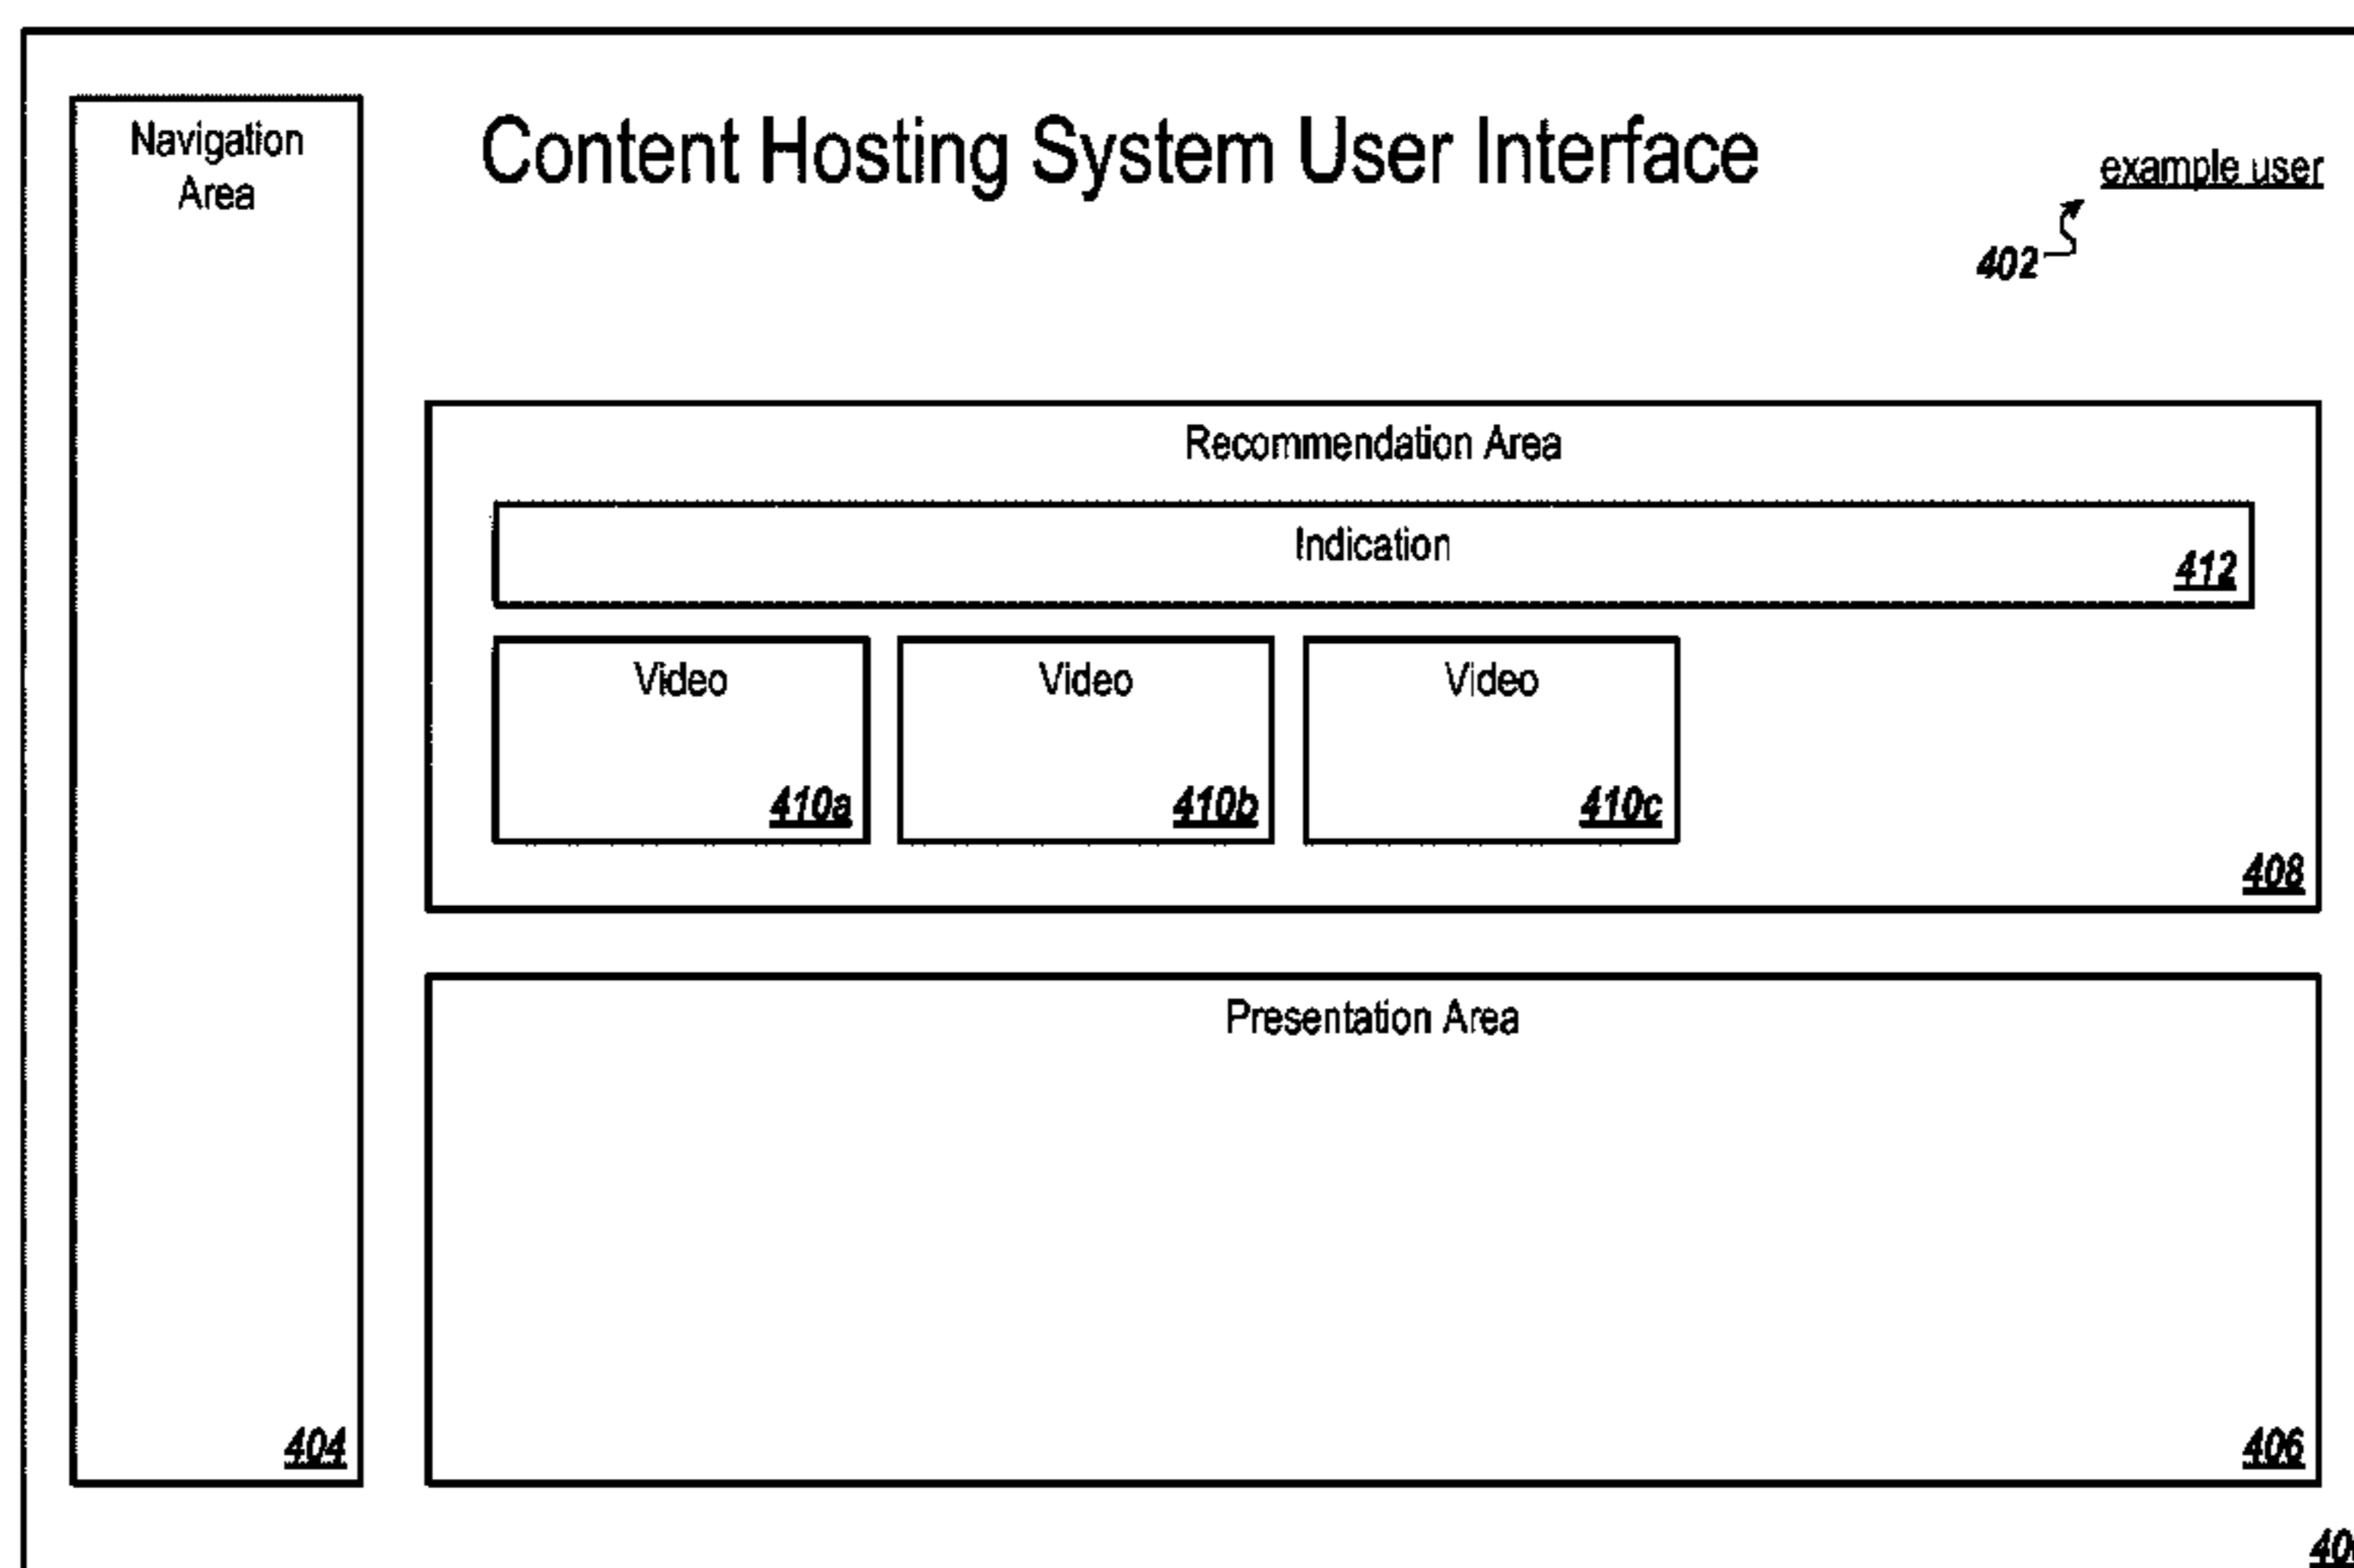 Navigation
Area
Content Hosting System User Interface
example user
402
Recommendation Area
Indication
412
Video
Video
Video
410a
410b
410c
408
Presentation Area
404
406